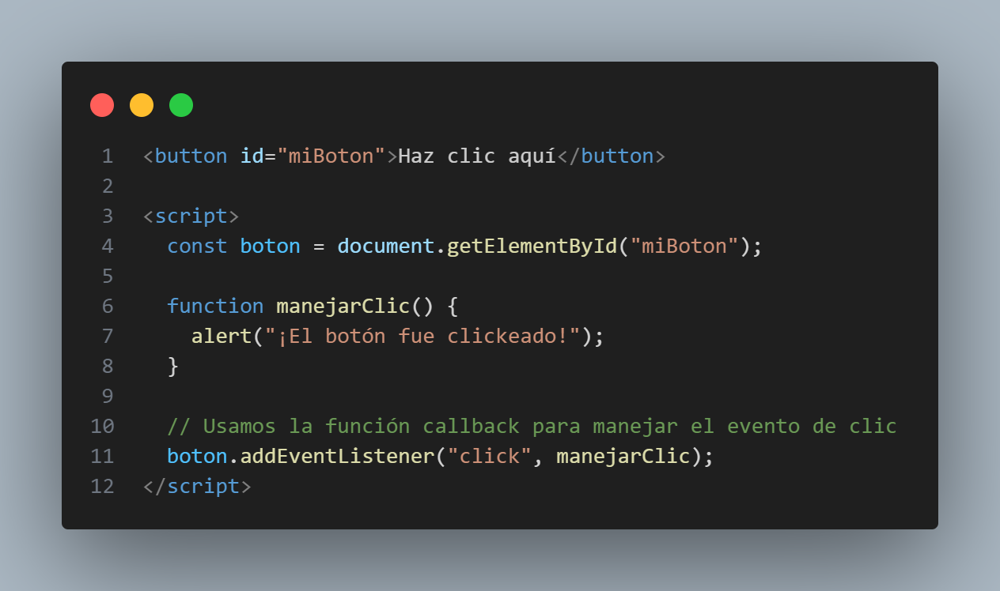 1 <button id="miBoton">Haz clic aquí</button>
2
3 <script>
4   const boton = document.getElementById("miBoton");
5
6   function manejarClic() {
7     alert("¡El botón fue clickeado!");
8   }
9
10   // Usamos la función callback para manejar el evento de clic
11   boton.addEventListener("click", manejarClic);
12 </script>